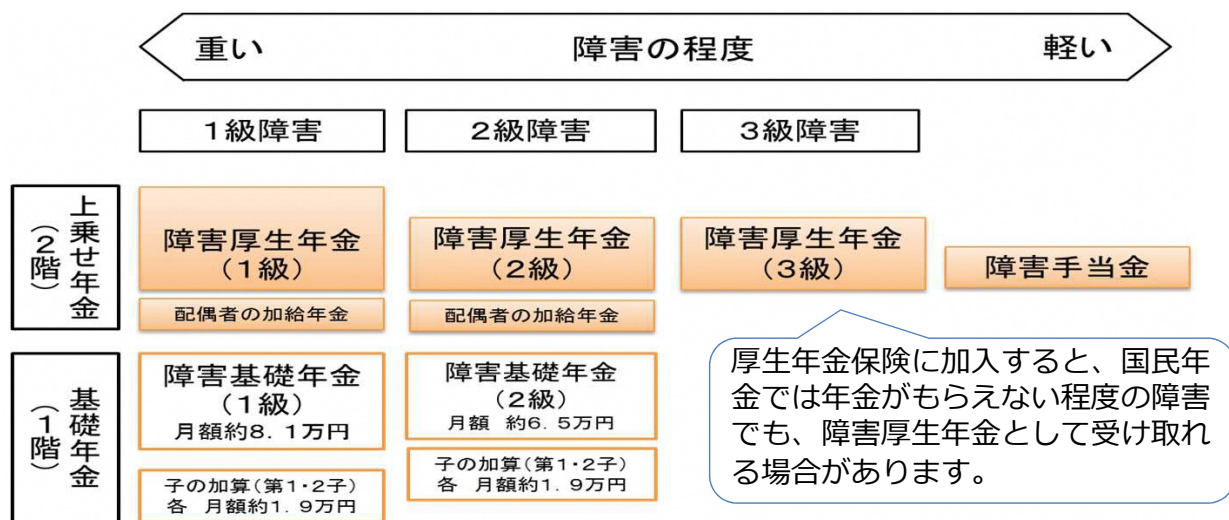 重い 障害の程度 軽い
1級障害 2級障害 3級障害
上乗せ年金
(2階)
障害厚生年金
(1級)
配偶者の加給年金
障害厚生年金
(2級)
配偶者の加給年金
障害厚生年金
(3級)
障害手当金
厚生年金保険に加入すると、国民年
金では年金がもらえない程度の障害
でも、障害厚生年金として受け取れ
る場合があります。
基礎年金
(1階)
障害基礎年金
(1級)
月額約8.1万円
子の加算(第1・2子)
各 月額約1.9万円
障害基礎年金
(2級)
月額 約6.5万円
子の加算(第1・2子)
各 月額約1.9万円